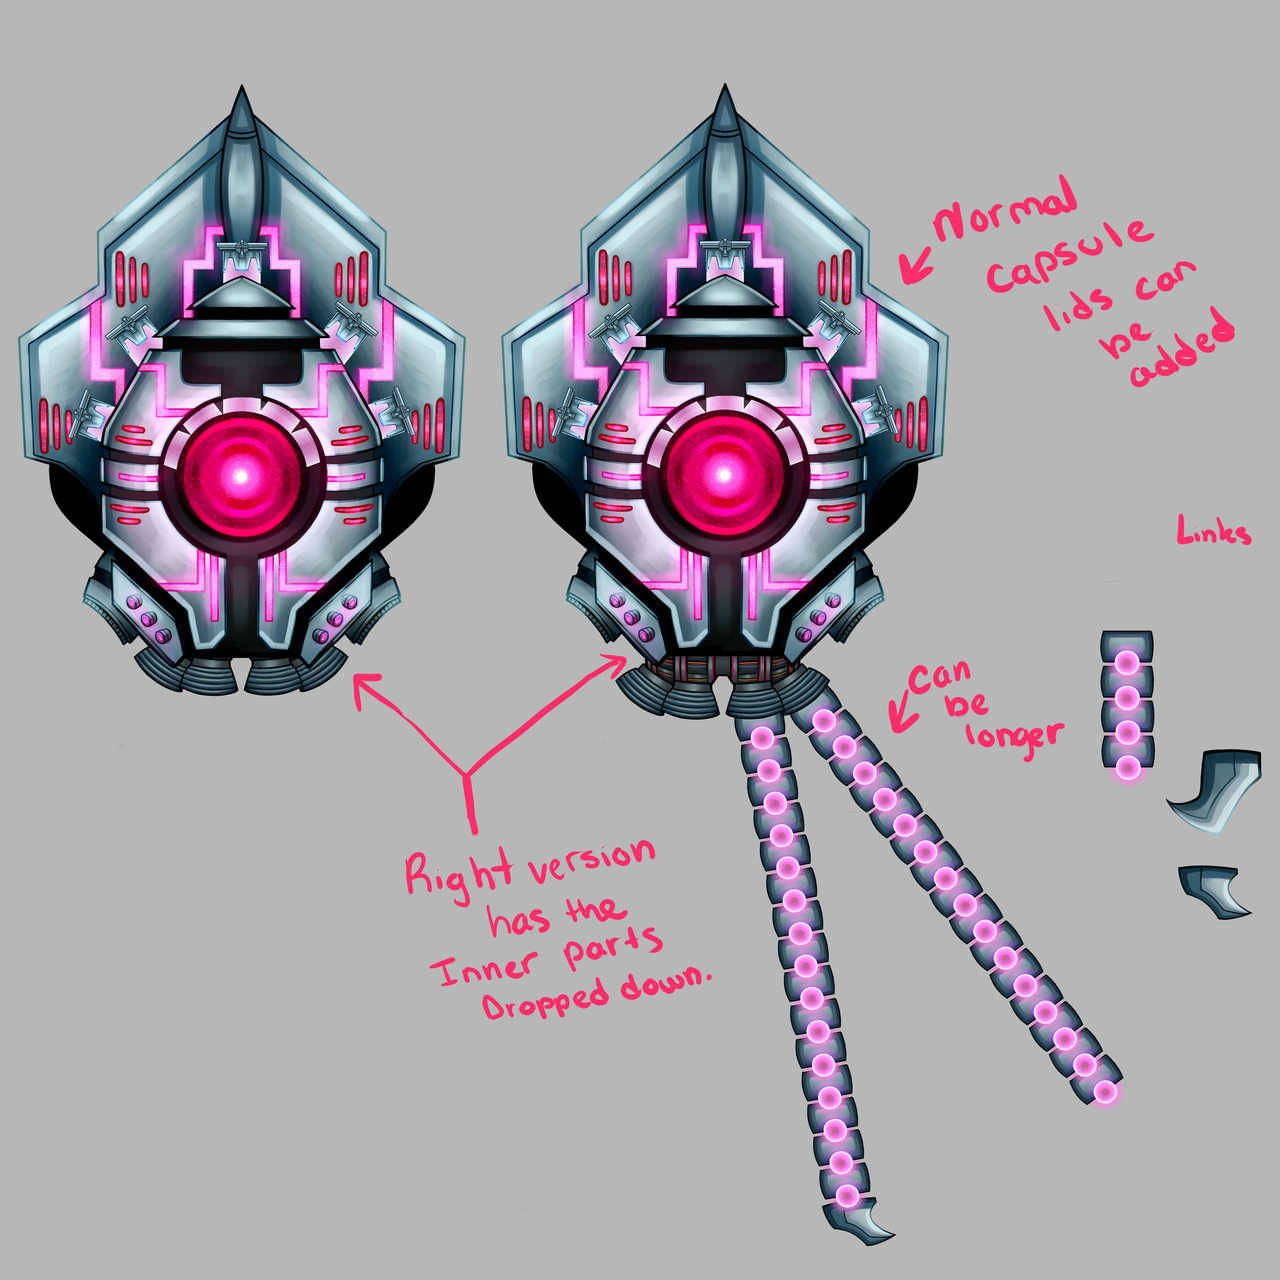 Normal
capsule
lids can
be
added
Links
Can
be
longer
Right version
has the
Inner parts
Dropped down.